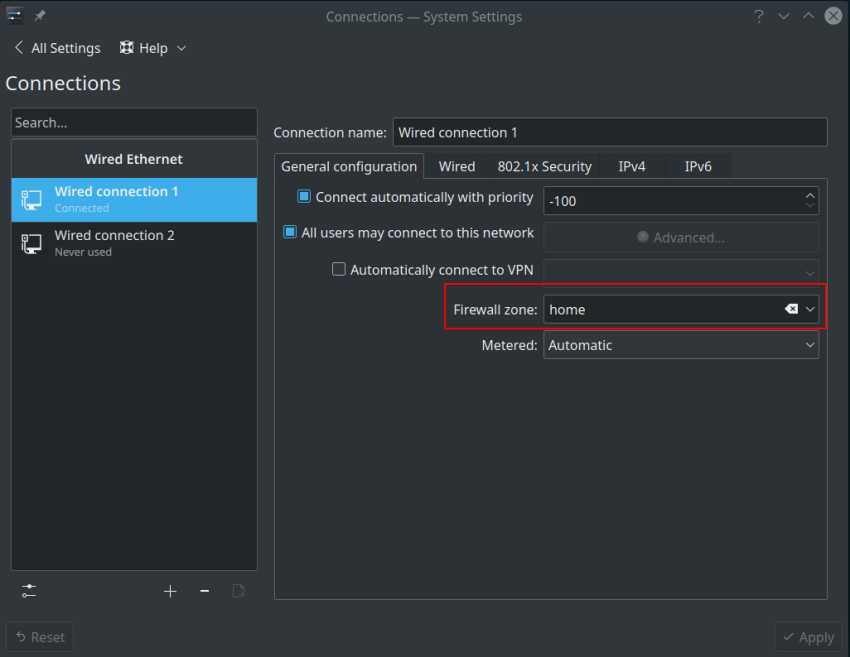 Connections — System Settings
All Settings
Help
Connections
Search...
Wired Ethernet
Wired connection 1
Connected
Wired connection 2
Never used
Connection name: Wired connection 1
General configuration Wired 802.1x Security IPv4 IPv6
Connect automatically with priority -100
All users may connect to this network Advanced...
Automatically connect to VPN
Firewall zone: home
Metered: Automatic
Reset
Apply